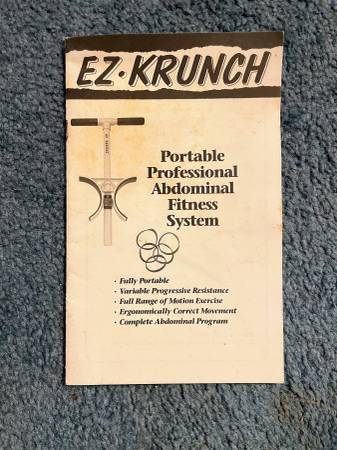 EZ·KRUNCH
Portable
Professional
Abdominal
Fitness
System
· Fully Portable
· Variable Progressive Resistance
· Full Range of Motion Exercise
· Ergonomically Correct Movement
· Complete Abdominal Program